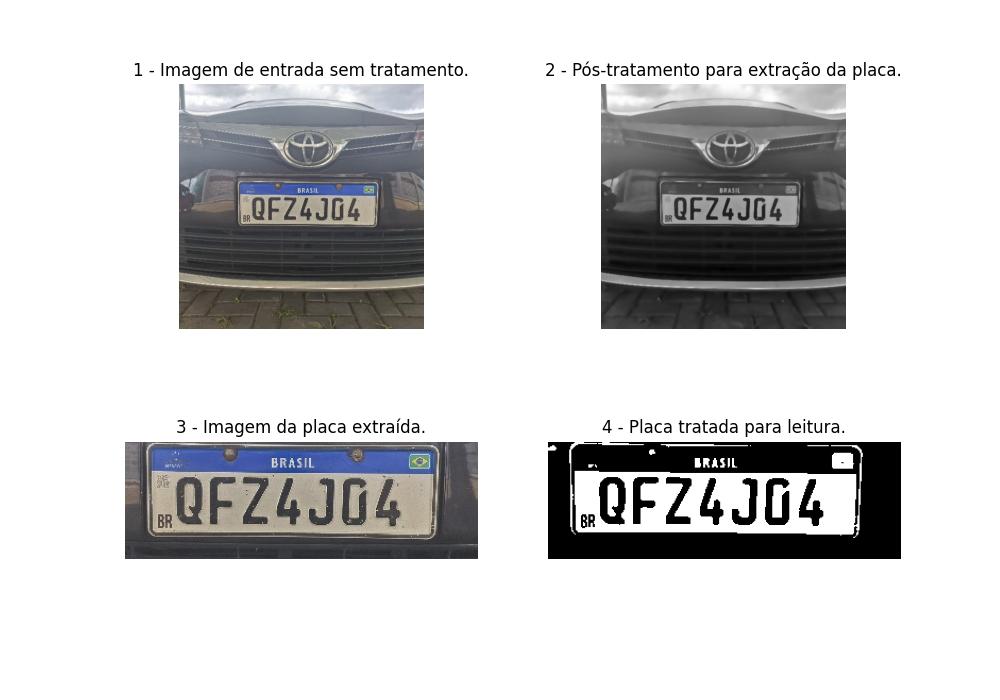 1 - Imagem de entrada sem tratamento.
BRASIL
BR QFZ4J04
2 - Pós-tratamento para extração da placa.
BRASIL
BR QFZ4J04
3 - Imagem da placa extraída.
BRASIL
BR QFZ4J04
4 - Placa tratada para leitura.
BRASIL
BR QFZ4J04